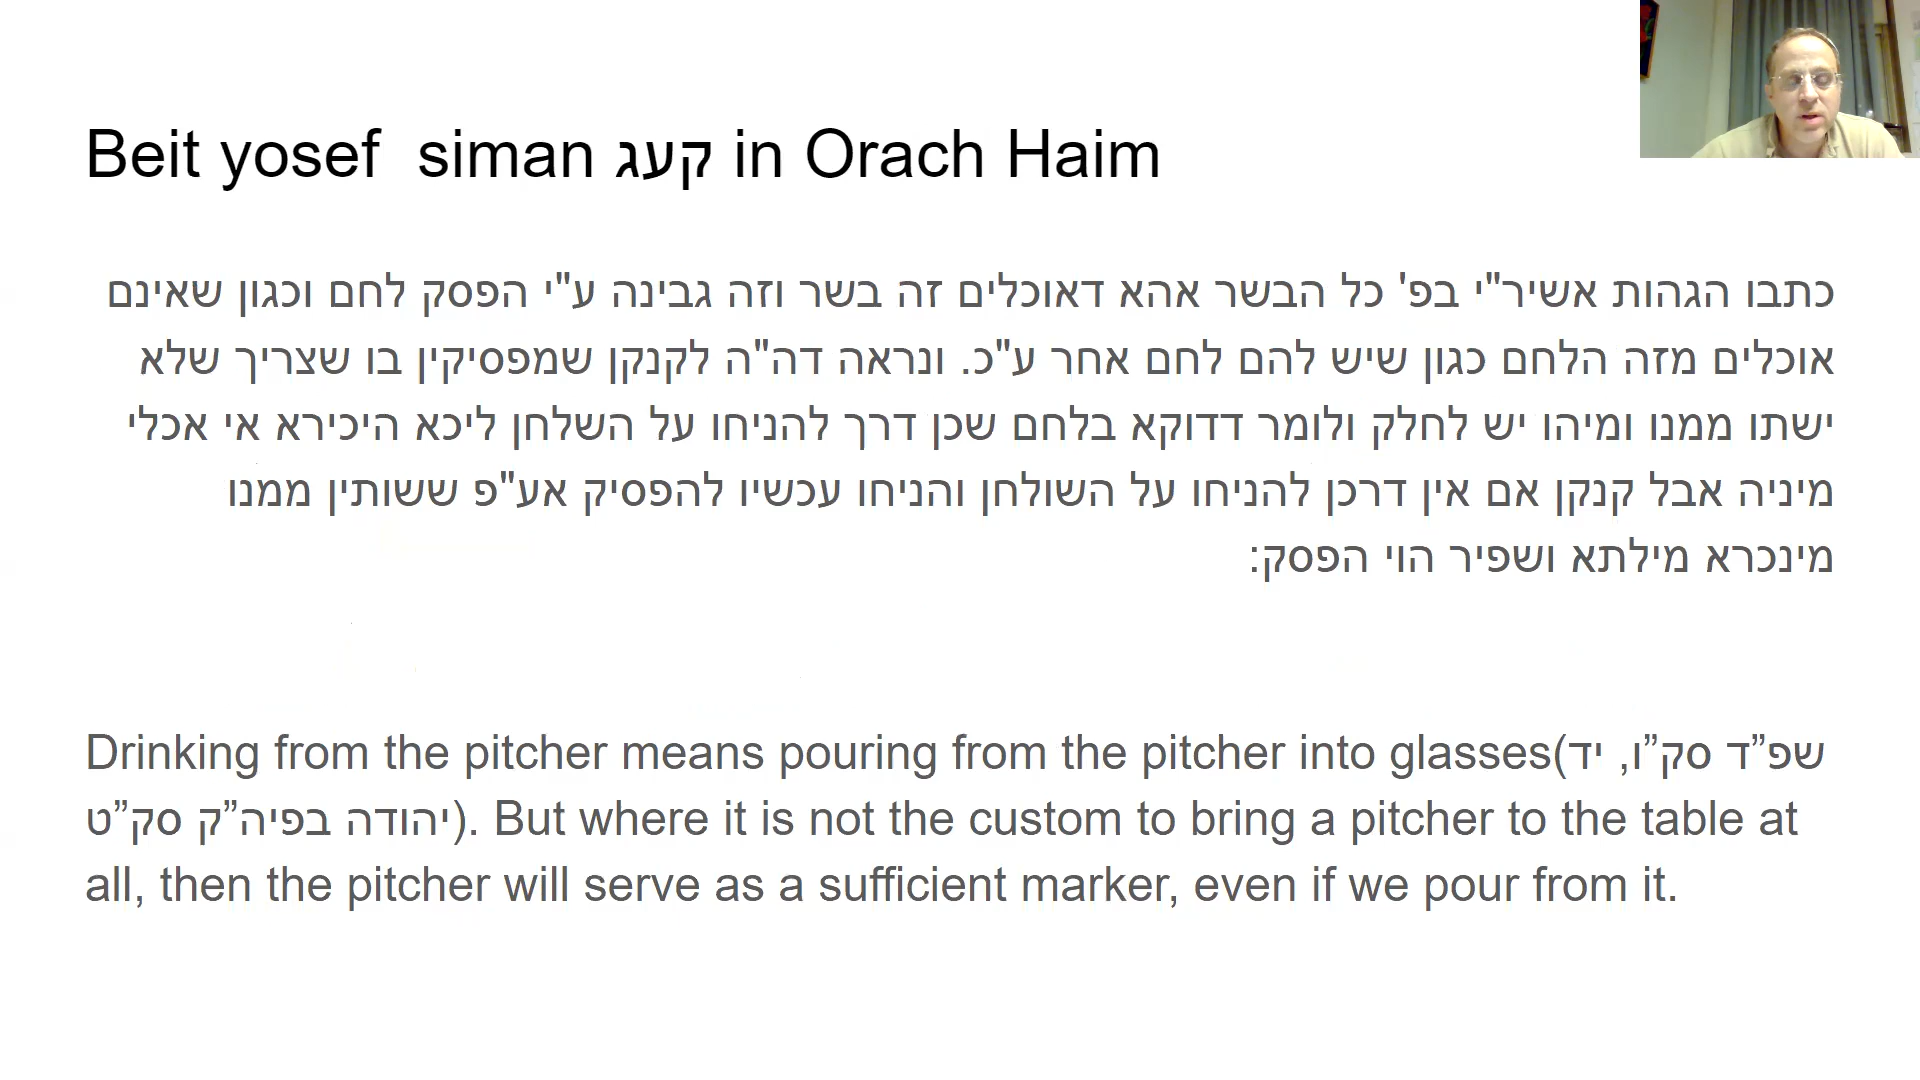 Beit yosef  siman קעג in Orach Haim
כתבו הגהות אשיר"י בפ' כל הבשר אהא דאוכלים זה בשר וזה גבינה ע"י הפסק לחם וכגון שאינם
אוכלים מזה הלחם כגון שיש להם לחם אחר ע"כ. ונראה דה"ה לקנקן שמפסיקין בו שצריך שלא
ישתו ממנו ומיהו יש לחלק ולומר דדוקא בלחם שכן דרך להניחו על השלחן ליכא היכירא אי אכלי
מיניה אבל קנקן אם אין דרכן להניחו על השולחן והניחו עכשיו להפסיק אע"פ ששותין ממנו
מינכרא מילתא ושפיר הוי הפסק:
Drinking from the pitcher means pouring from the pitcher into glasses(שפ”ד סק”ו, יד
יהודה בפיה”ק סק”ט). But where it is not the custom to bring a pitcher to the table at
all, then the pitcher will serve as a sufficient marker, even if we pour from it.